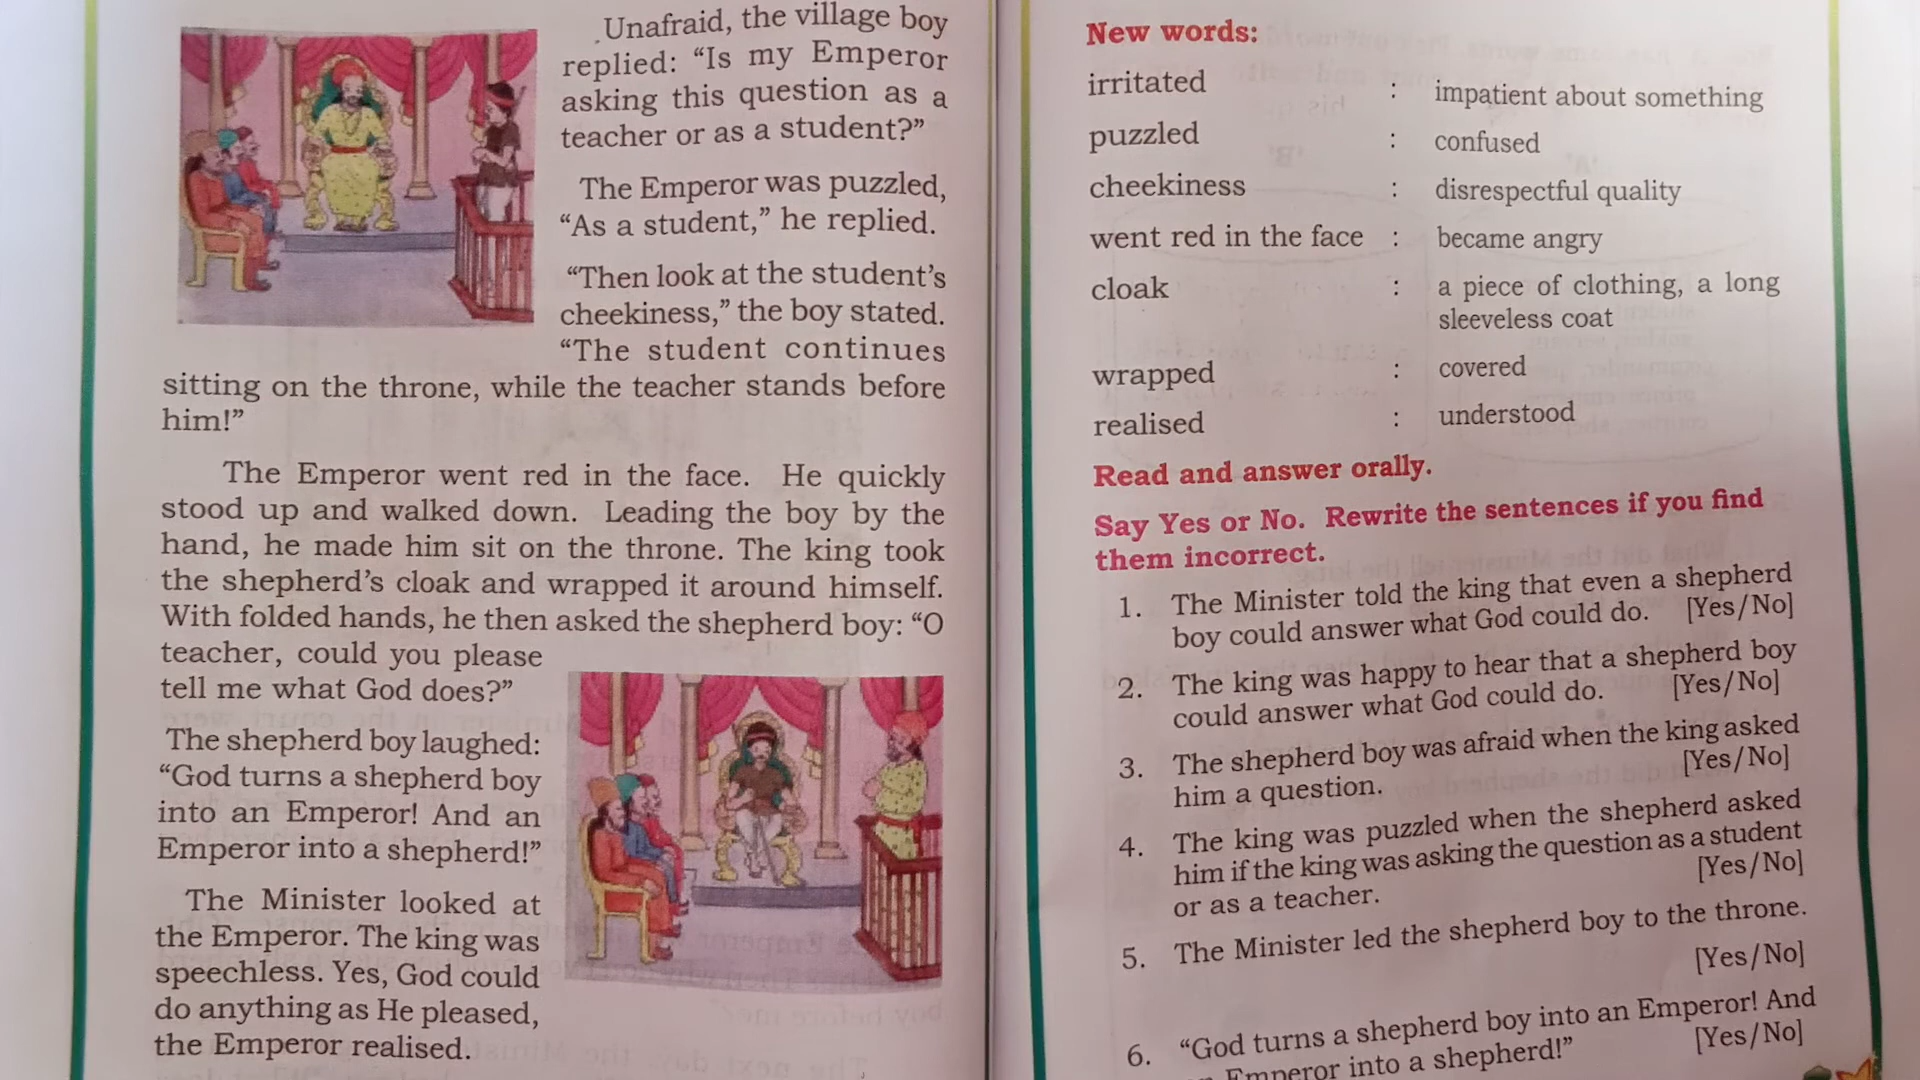 Unafraid, the village boy
replied: “Is my Emperor
asking this question as a
teacher or as a student?”
The Emperor was puzzled,
“As a student,” he replied.
“Then look at the student’s
cheekiness,” the boy stated.
“The student continues
sitting on the throne, while the teacher stands before
him!”
The Emperor went red in the face. He quickly
stood up and walked down. Leading the boy by the
hand, he made him sit on the throne. The king took
the shepherd’s cloak and wrapped it around himself.
With folded hands, he then asked the shepherd boy: “O
teacher, could you please
tell me what God does?”
The shepherd boy laughed:
“God turns a shepherd boy
into an Emperor! And an
Emperor into a shepherd!”
The Minister looked at
the Emperor. The king was
speechless. Yes, God could
do anything as He pleased,
the Emperor realised.
New words:
irritated : impatient about something
puzzled : confused
cheekiness : disrespectful quality
went red in the face : became angry
cloak : a piece of clothing, a long
sleeveless coat
wrapped : covered
realised : understood
Read and answer orally.
Say Yes or No. Rewrite the sentences if you find
them incorrect.
1. The Minister told the king that even a shepherd
boy could answer what God could do. [Yes/No]
2. The king was happy to hear that a shepherd boy
could answer what God could do. [Yes/No]
3. The shepherd boy was afraid when the king asked
him a question. [Yes/No]
4. The king was puzzled when the shepherd asked
him if the king was asking the question as a student
or as a teacher. [Yes/No]
5. The Minister led the shepherd boy to the throne.
[Yes/No]
6. “God turns a shepherd boy into an Emperor! And
Emperor into a shepherd!” [Yes/No]